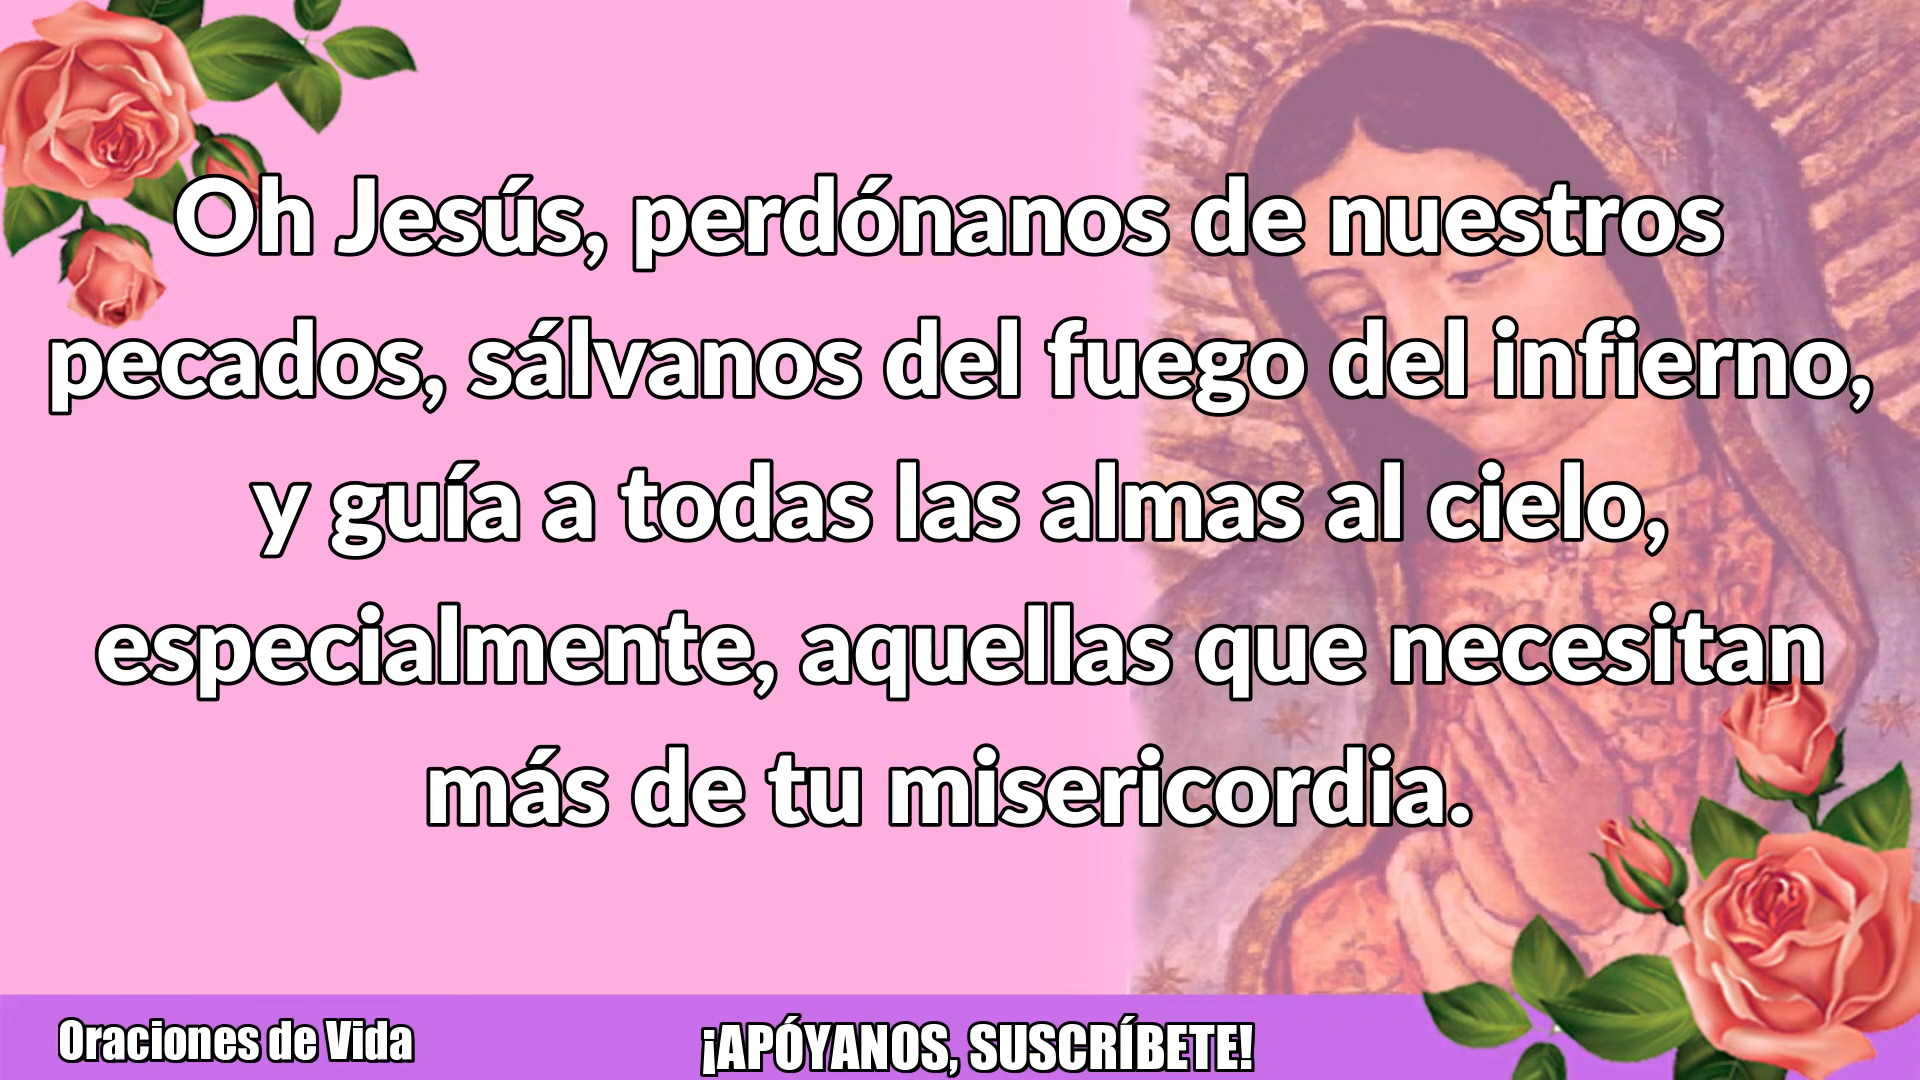 Oh Jesús, perdónanos de nuestros
pecados, sálvanos del fuego del infierno,
y guía a todas las almas al cielo,
especialmente, aquellas que necesitan
más de tu misericordia.
Oraciones de Vida
¡APÓYANOS, SUSCRÍBETE!